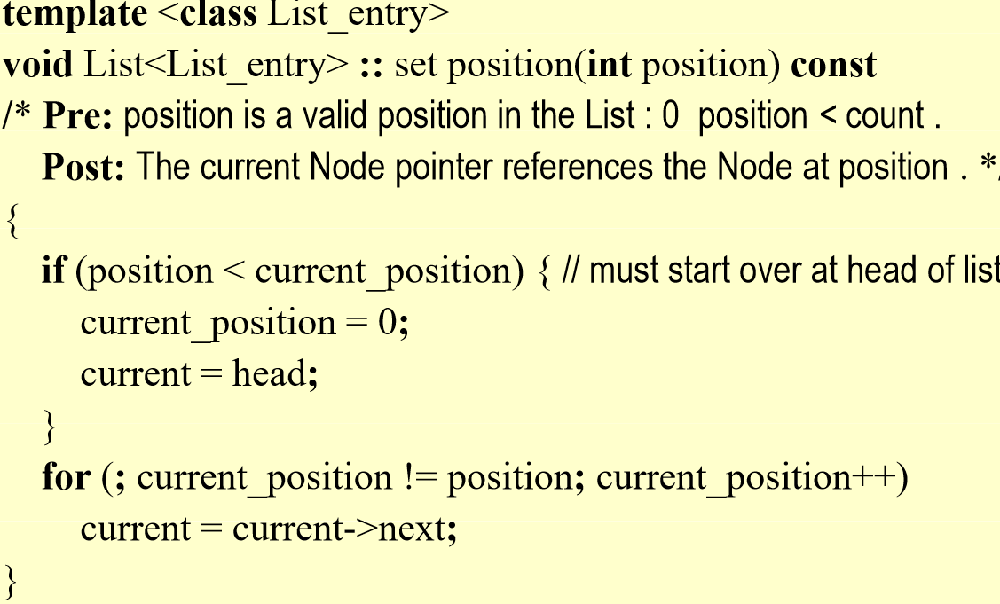 template <class List_entry>
void List<List_entry> :: set position(int position) const
/* Pre: position is a valid position in the List : 0 position < count .
Post: The current Node pointer references the Node at position . */
{
if (position < current_position) { // must start over at head of list
current_position = 0;
current = head;
}
for (; current_position != position; current_position++)
current = current->next;
}